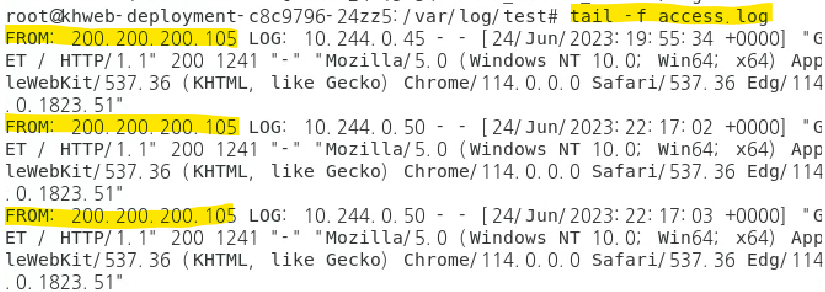 root@khweb-deployment-c8c9796-24zz5:/var/log/test# tail -f access.log
FROM: 200.200.200.105 LOG: 10.244.0.45 - - [24/Jun/2023:19:55:34 +0000] "G
ET / HTTP/1.1" 200 1241 "-" "Mozilla/5.0 (Windows NT 10.0; Win64; x64) App
leWebKit/537.36 (KHTML, like Gecko) Chrome/114.0.0.0 Safari/537.36 Edg/114
.0.1823.51"
FROM: 200.200.200.105 LOG: 10.244.0.50 - - [24/Jun/2023:22:17:02 +0000] "G
ET / HTTP/1.1" 200 1241 "-" "Mozilla/5.0 (Windows NT 10.0; Win64; x64) App
leWebKit/537.36 (KHTML, like Gecko) Chrome/114.0.0.0 Safari/537.36 Edg/114
.0.1823.51"
FROM: 200.200.200.105 LOG: 10.244.0.50 - - [24/Jun/2023:22:17:03 +0000] "G
ET / HTTP/1.1" 200 1241 "-" "Mozilla/5.0 (Windows NT 10.0; Win64; x64) App
leWebKit/537.36 (KHTML, like Gecko) Chrome/114.0.0.0 Safari/537.36 Edg/114
.0.1823.51"